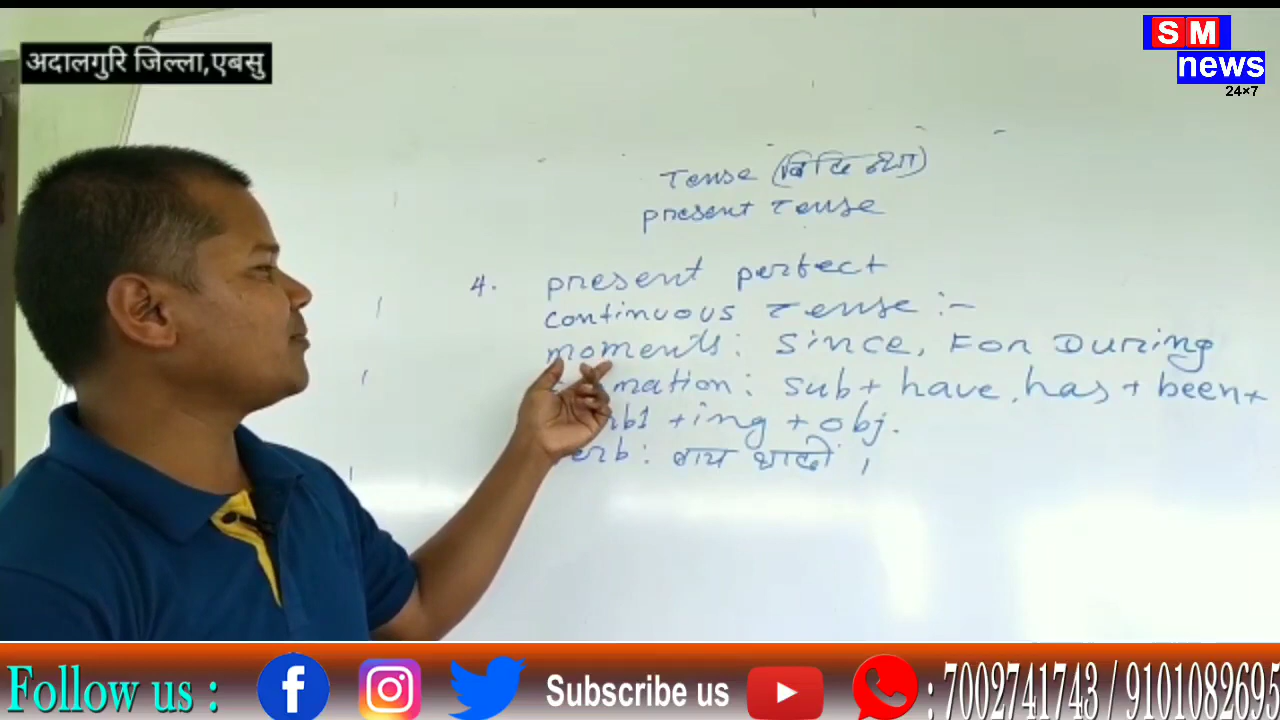 अदालगुरि जिल्ला,एबसु
SM
news
24×7
Tense
present Tense
4. present perfect
continuous Tense :-
moments: Since, For During
mation: sub + have, has + been +
rb1 + ing + obj.
erb: बाय थादों ,
Follow us :
Subscribe us
: 7002741743 / 9101082695